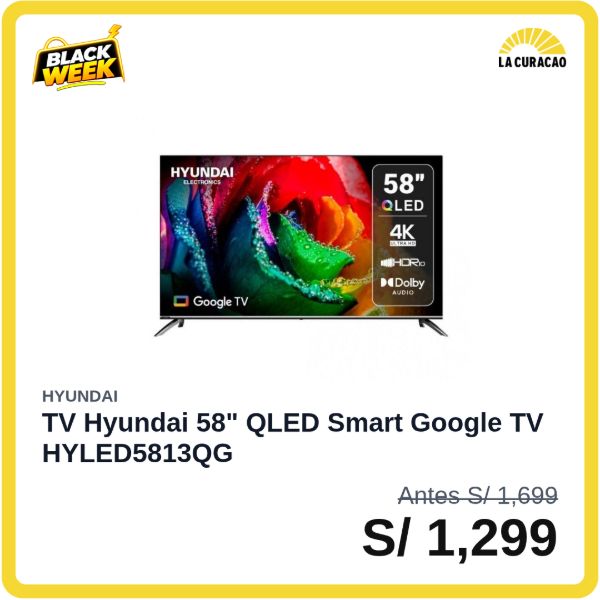 BLACK
WEEK
LA CURACAO
HYUNDAI
ELECTRONICS
58"
QLED
4K
ULTRA HD
HDR10
Dolby
AUDIO
Google TV
HYUNDAI
TV Hyundai 58" QLED Smart Google TV
HYLED5813QG
Antes S/ 1,699
S/ 1,299